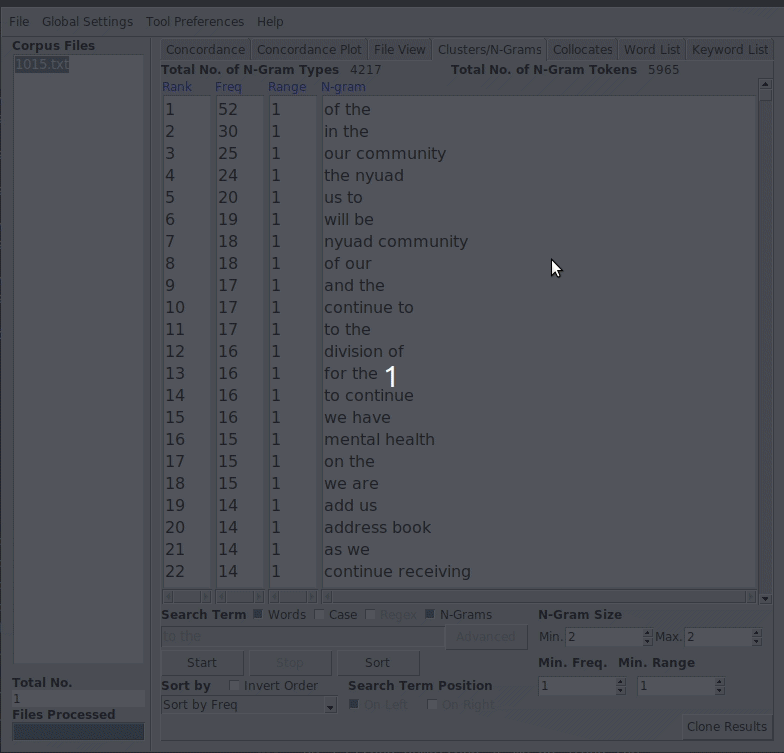 File Global Settings Tool Preferences Help
Corpus Files
1015.txt
Concordance Concordance Plot File View Clusters/N-Grams Collocates Word List Keyword List
Total No. of N-Gram Types 4217 Total No. of N-Gram Tokens 5965
Rank Freq Range N-gram
1 52 1 of the
2 30 1 in the
3 25 1 our community
4 24 1 the nyuad
5 20 1 us to
6 19 1 will be
7 18 1 nyuad community
8 18 1 of our
9 17 1 and the
10 17 1 continue to
11 17 1 to the
12 16 1 division of
13 16 1 for the
1
14 16 1 to continue
15 16 1 we have
16 15 1 mental health
17 15 1 on the
18 15 1 we are
19 14 1 add us
20 14 1 address book
21 14 1 as we
22 14 1 continue receiving
Search Term Words Case Regex N-Grams N-Gram Size
to the Advanced Min. 2 Max. 2
Start Stop Sort Min. Freq. Min. Range
Sort by Invert Order Search Term Position 1 1
Sort by Freq On Left On Right
Total No.
1
Files Processed
Clone Results